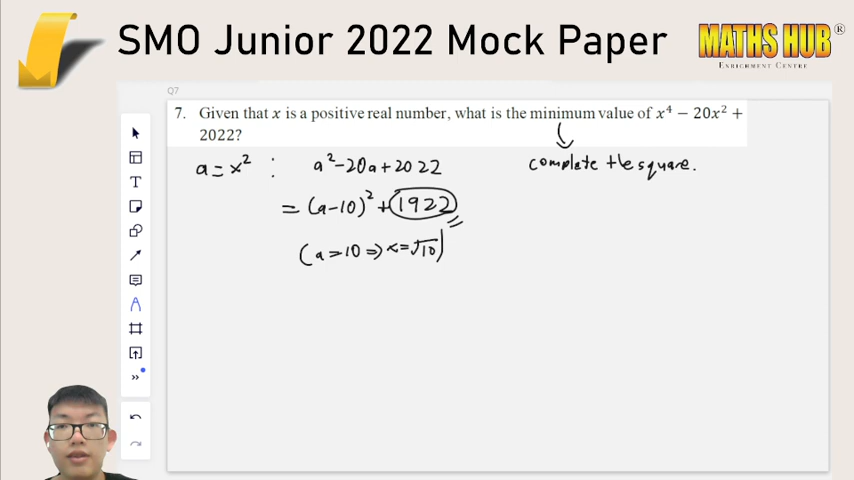 SMO Junior 2022 Mock Paper
MATHS HUB®
ENRICHMENT CENTRE
Q7
7. Given that x is a positive real number, what is the minimum value of x⁴ − 20x² +
2022?
a = x² : a² - 20a + 2022
complete the square.
= (a-10)² + 1922
(a = 10 ⇒ x = √10)
T